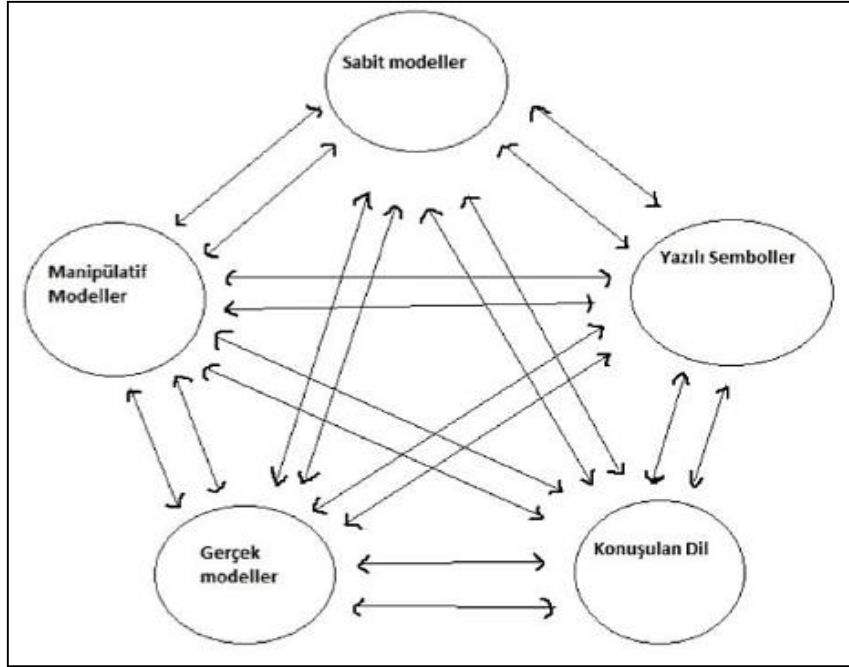 Sabit modeller
Manipülatif
Modeller
Yazılı Semboller
Gerçek
modeller
Konuşulan Dil